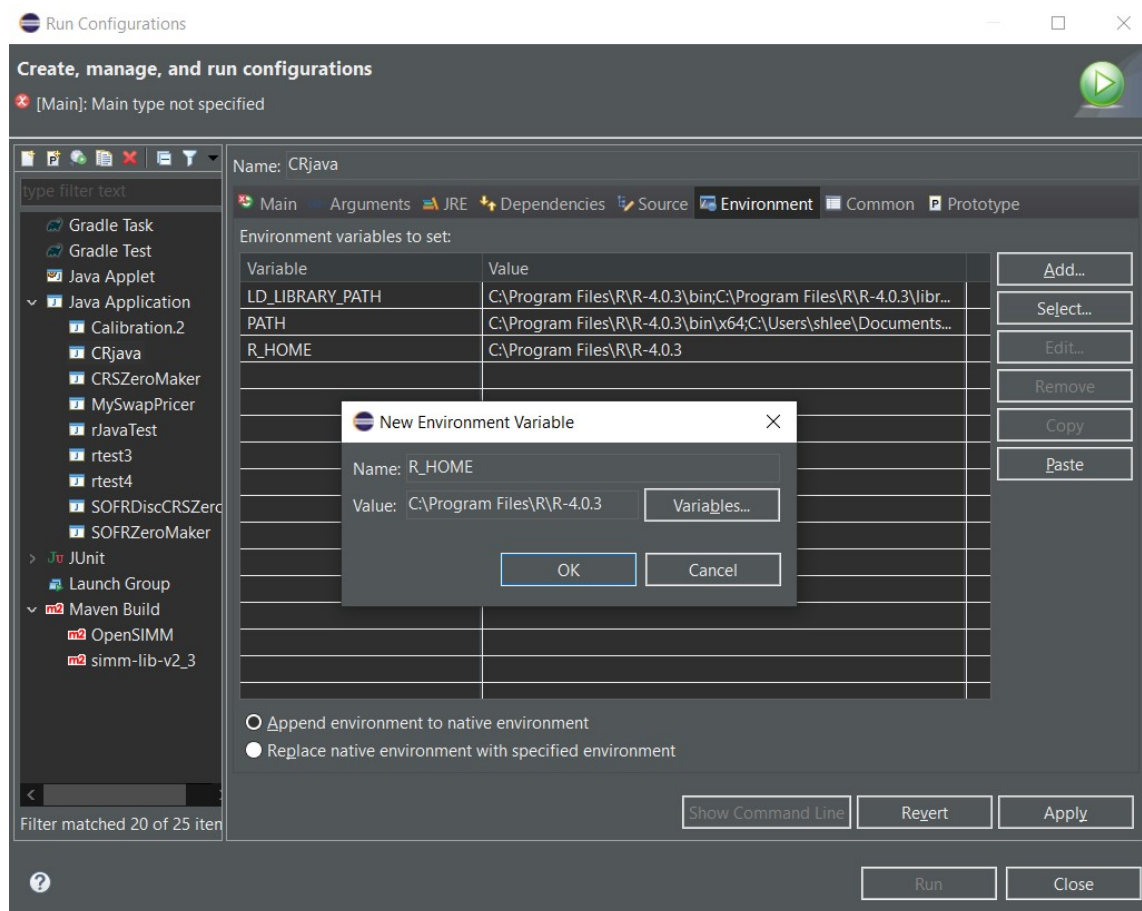 Run Configurations
Create, manage, and run configurations
[Main]: Main type not specified
type filter text
Gradle Task
Gradle Test
Java Applet
Java Application
Calibration.2
CRjava
CRSZeroMaker
MySwapPricer
rJavaTest
rtest3
rtest4
SOFRDiscCRSZerc
SOFRZeroMaker
Ju JUnit
Launch Group
m2 Maven Build
m2 OpenSIMM
m2 simm-lib-v2_3
Filter matched 20 of 25 iten
Name: CRjava
Main Arguments JRE Dependencies Source Environment Common P Prototype
Environment variables to set:
Variable Value
LD_LIBRARY_PATH C:\Program Files\R\R-4.0.3\bin;C:\Program Files\R\R-4.0.3\libr...
PATH C:\Program Files\R\R-4.0.3\bin\x64;C:\Users\shlee\Documents...
R_HOME C:\Program Files\R\R-4.0.3
Add...
Select...
Edit...
Remove
Copy
Paste
New Environment Variable
Name: R_HOME
Value: C:\Program Files\R\R-4.0.3 Variables...
OK Cancel
Append environment to native environment
Replace native environment with specified environment
Show Command Line Revert Apply
Run Close